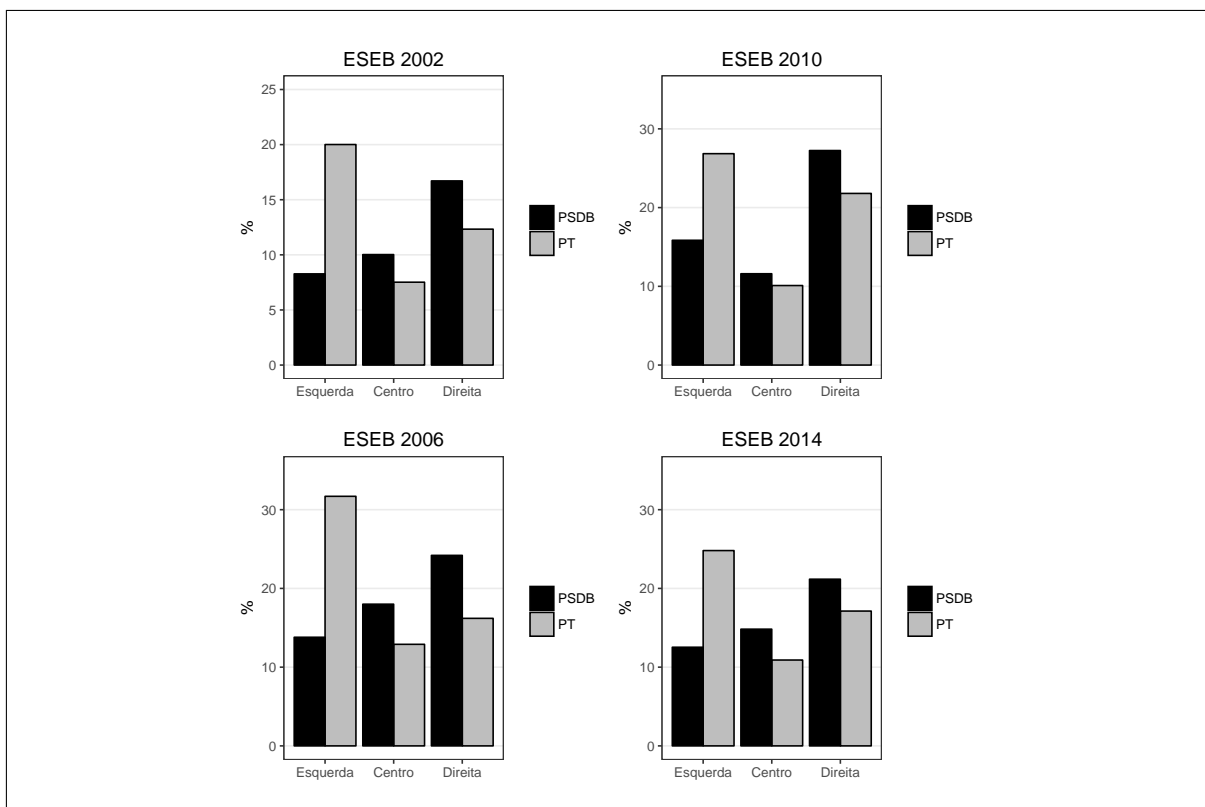 ESEB 2002
25
20
15
10
5
0
%
Esquerda Centro Direita
PSDB
PT
ESEB 2010
30
20
10
0
%
Esquerda Centro Direita
PSDB
PT
ESEB 2006
30
20
10
0
%
Esquerda Centro Direita
PSDB
PT
ESEB 2014
30
20
10
0
%
Esquerda Centro Direita
PSDB
PT